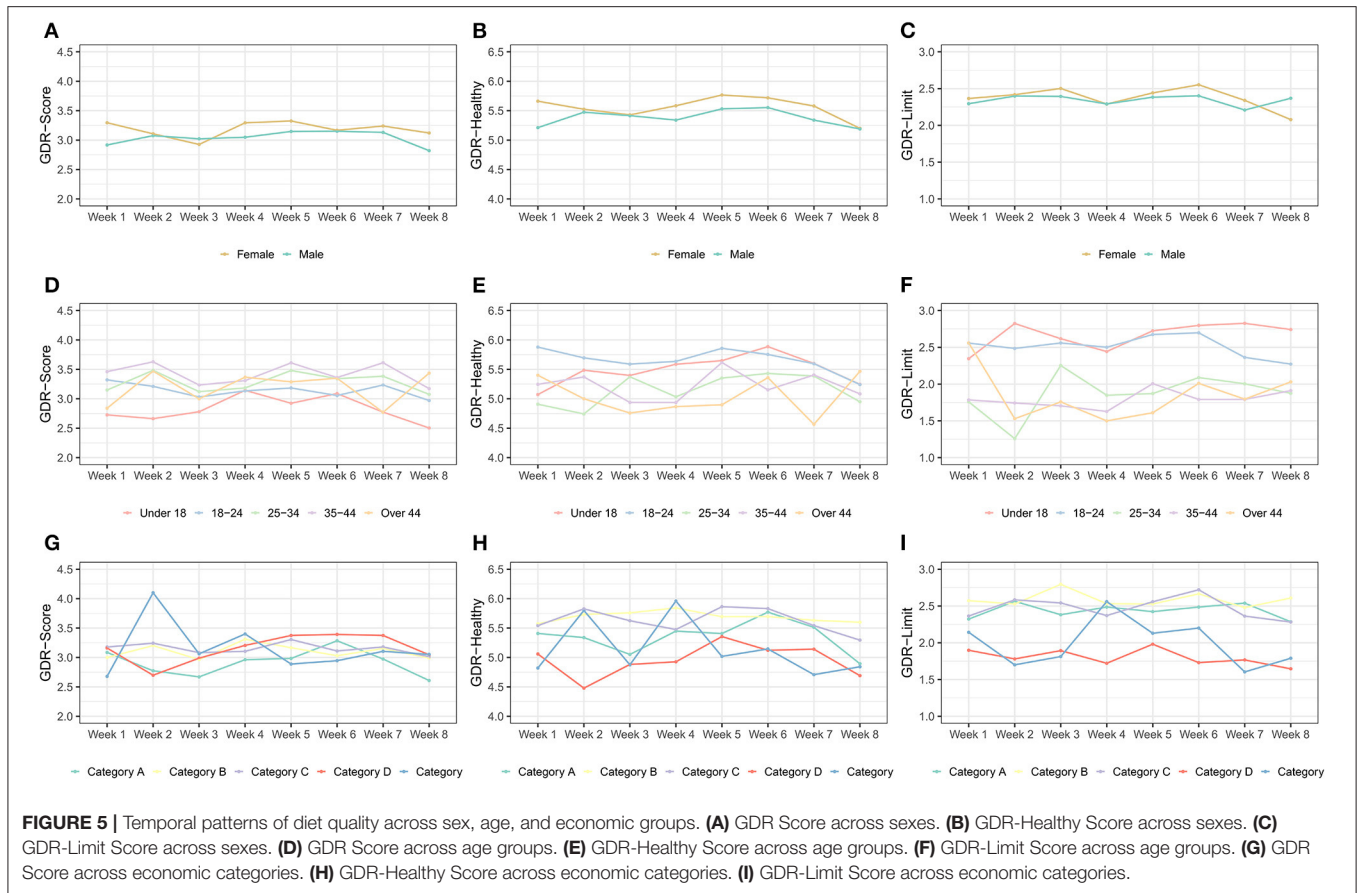 A
GDR−Score
4.5
4.0
3.5
3.0
2.5
2.0
Week 1 Week 2 Week 3 Week 4 Week 5 Week 6 Week 7 Week 8
Female Male
B
GDR−Healthy
6.5
6.0
5.5
5.0
4.5
4.0
Week 1 Week 2 Week 3 Week 4 Week 5 Week 6 Week 7 Week 8
Female Male
C
GDR−Limit
3.0
2.5
2.0
1.5
1.0
Week 1 Week 2 Week 3 Week 4 Week 5 Week 6 Week 7 Week 8
Female Male
D
GDR−Score
4.5
4.0
3.5
3.0
2.5
2.0
Week 1 Week 2 Week 3 Week 4 Week 5 Week 6 Week 7 Week 8
Under 18 18−24 25−34 35−44 Over 44
E
GDR−Healthy
6.5
6.0
5.5
5.0
4.5
4.0
Week 1 Week 2 Week 3 Week 4 Week 5 Week 6 Week 7 Week 8
Under 18 18−24 25−34 35−44 Over 44
F
GDR−Limit
3.0
2.5
2.0
1.5
1.0
Week 1 Week 2 Week 3 Week 4 Week 5 Week 6 Week 7 Week 8
Under 18 18−24 25−34 35−44 Over 44
G
GDR−Score
4.5
4.0
3.5
3.0
2.5
2.0
Week 1 Week 2 Week 3 Week 4 Week 5 Week 6 Week 7 Week 8
Category A Category B Category C Category D Category
H
GDR−Healthy
6.5
6.0
5.5
5.0
4.5
4.0
Week 1 Week 2 Week 3 Week 4 Week 5 Week 6 Week 7 Week 8
Category A Category B Category C Category D Category
I
GDR−Limit
3.0
2.5
2.0
1.5
1.0
Week 1 Week 2 Week 3 Week 4 Week 5 Week 6 Week 7 Week 8
Category A Category B Category C Category D Category
FIGURE 5 | Temporal patterns of diet quality across sex, age, and economic groups. (A) GDR Score across sexes. (B) GDR-Healthy Score across sexes. (C)
GDR-Limit Score across sexes. (D) GDR Score across age groups. (E) GDR-Healthy Score across age groups. (F) GDR-Limit Score across age groups. (G) GDR
Score across economic categories. (H) GDR-Healthy Score across economic categories. (I) GDR-Limit Score across economic categories.